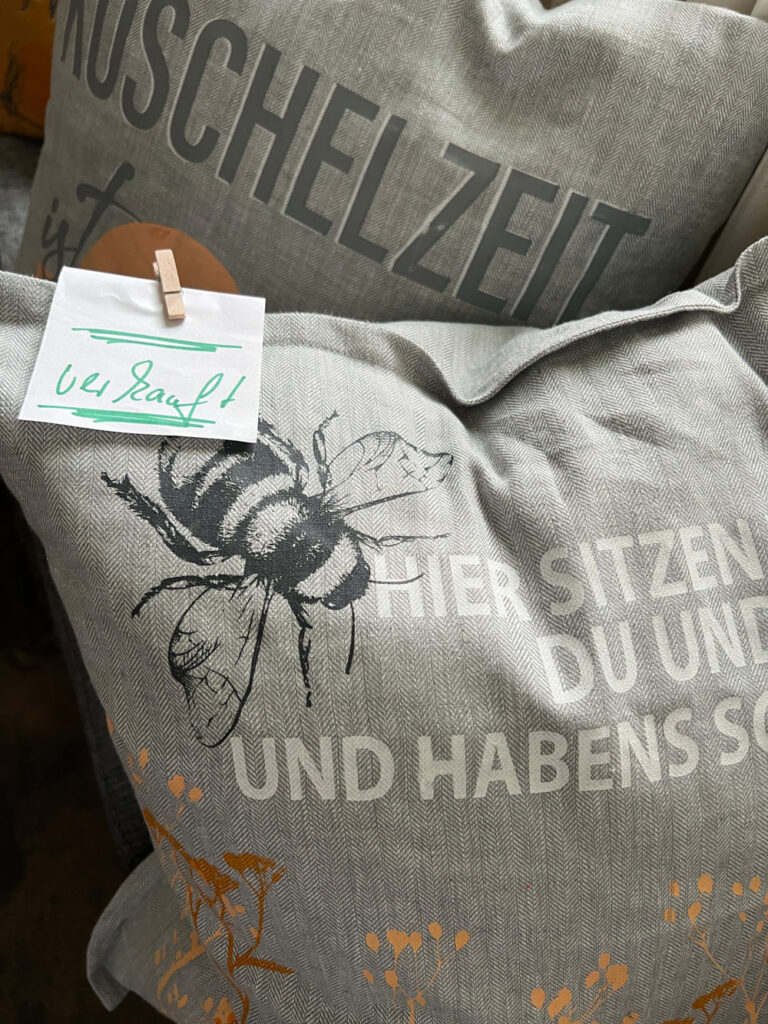 KUSCHELZEIT
ist
verkauft
HIER SITZEN
DU UND
UND HABENS SC